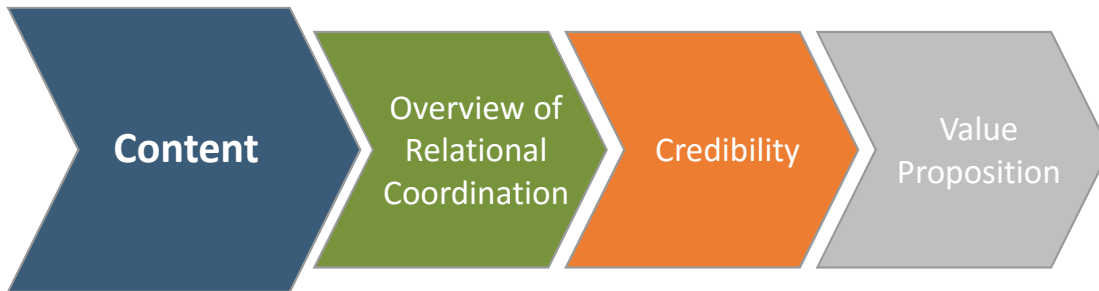 Content
Overview of
Relational
Coordination
Credibility
Value
Proposition